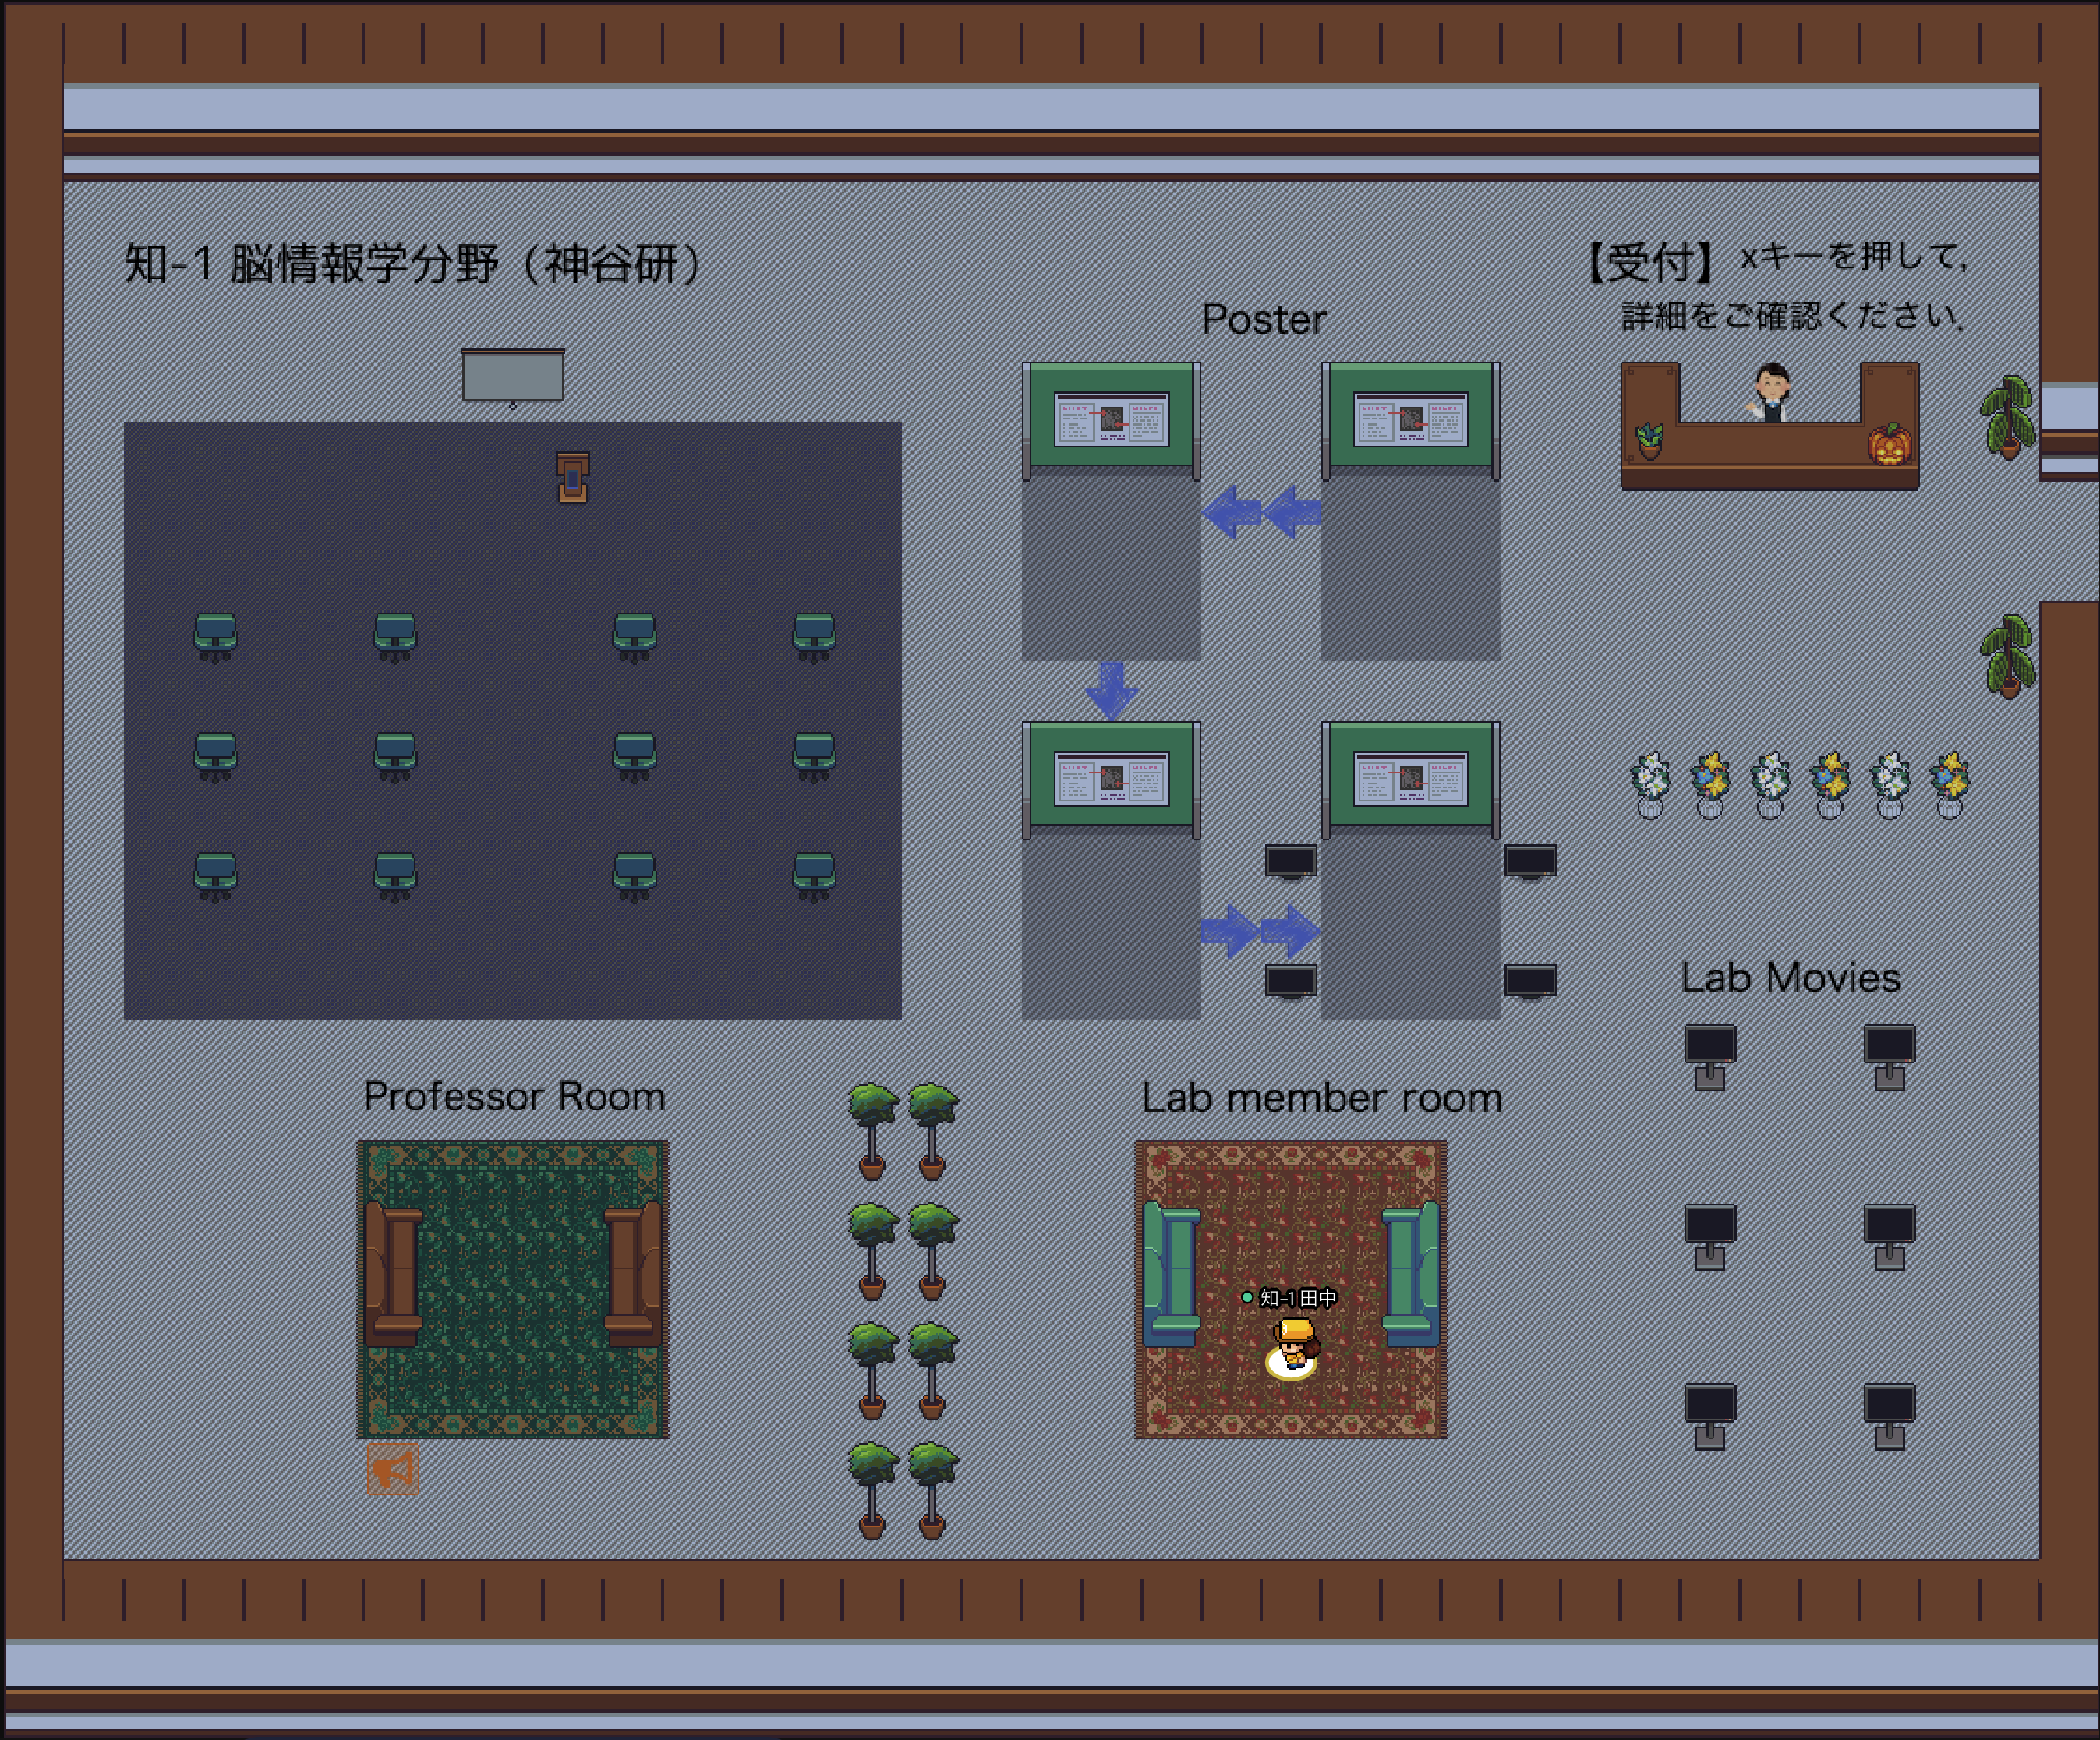 知-1 脳情報学分野（神谷研）
【受付】xキーを押して,
詳細をご確認ください.
Poster
Lab Movies
Professor Room
Lab member room
知-1田中